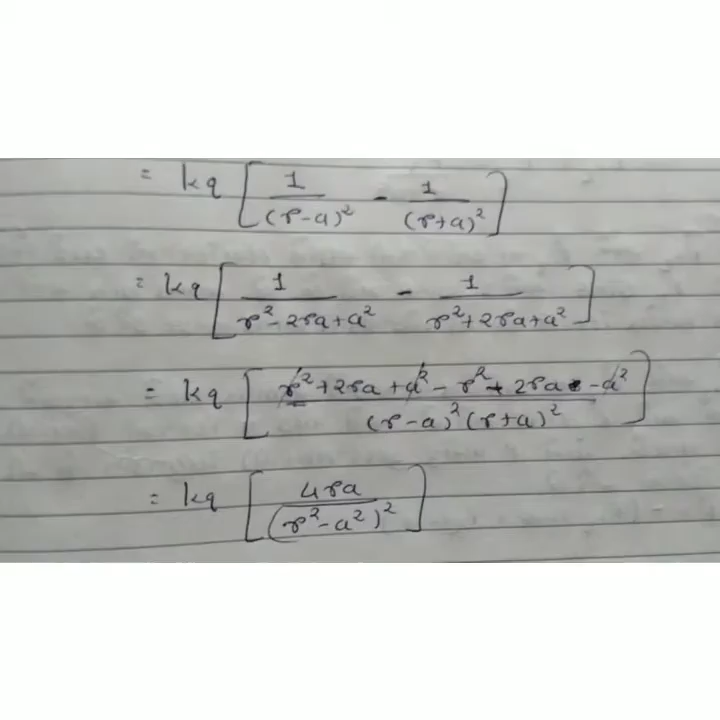 = kq [ 1/(r-a)² - 1/(r+a)² ]
= kq [ 1/(r²-2ra+a²) - 1/(r²+2ra+a²) ]
= kq [ (r²+2ra+a²-r²+2ra-a²)/((r-a)²(r+a)²) ]
= kq [ 4ra/(r²-a²)² ]